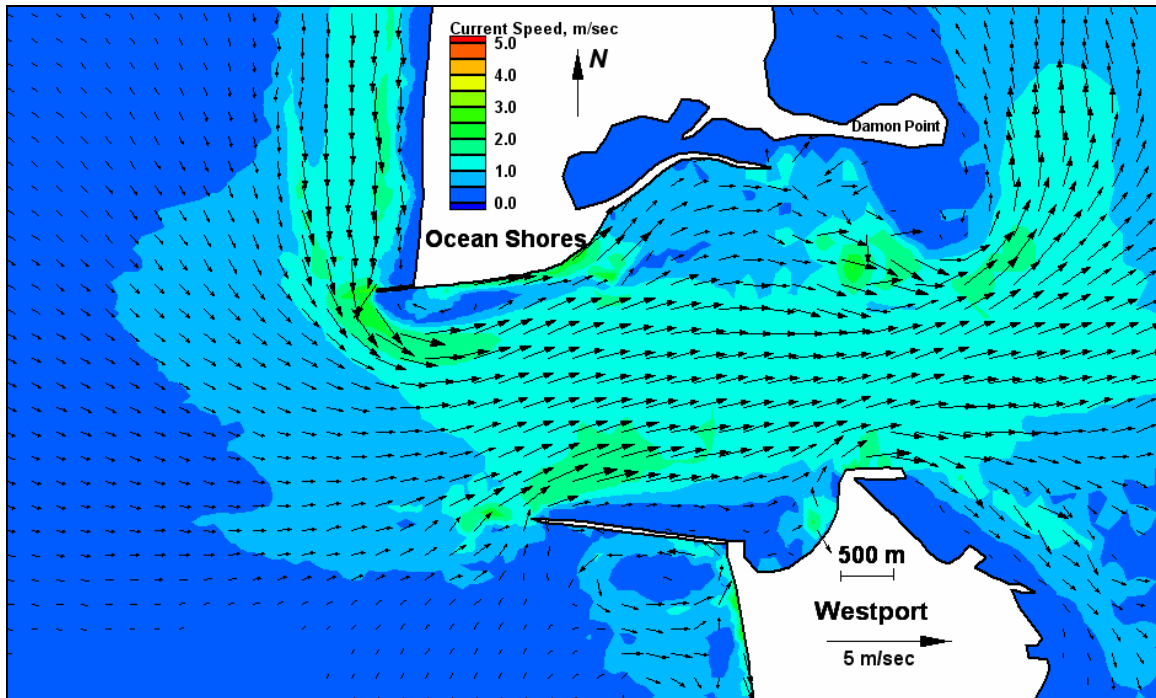 Current Speed, m/sec
5.0
4.0
3.0
2.0
1.0
0.0
N
Damon Point
Ocean Shores
500 m
Westport
5 m/sec